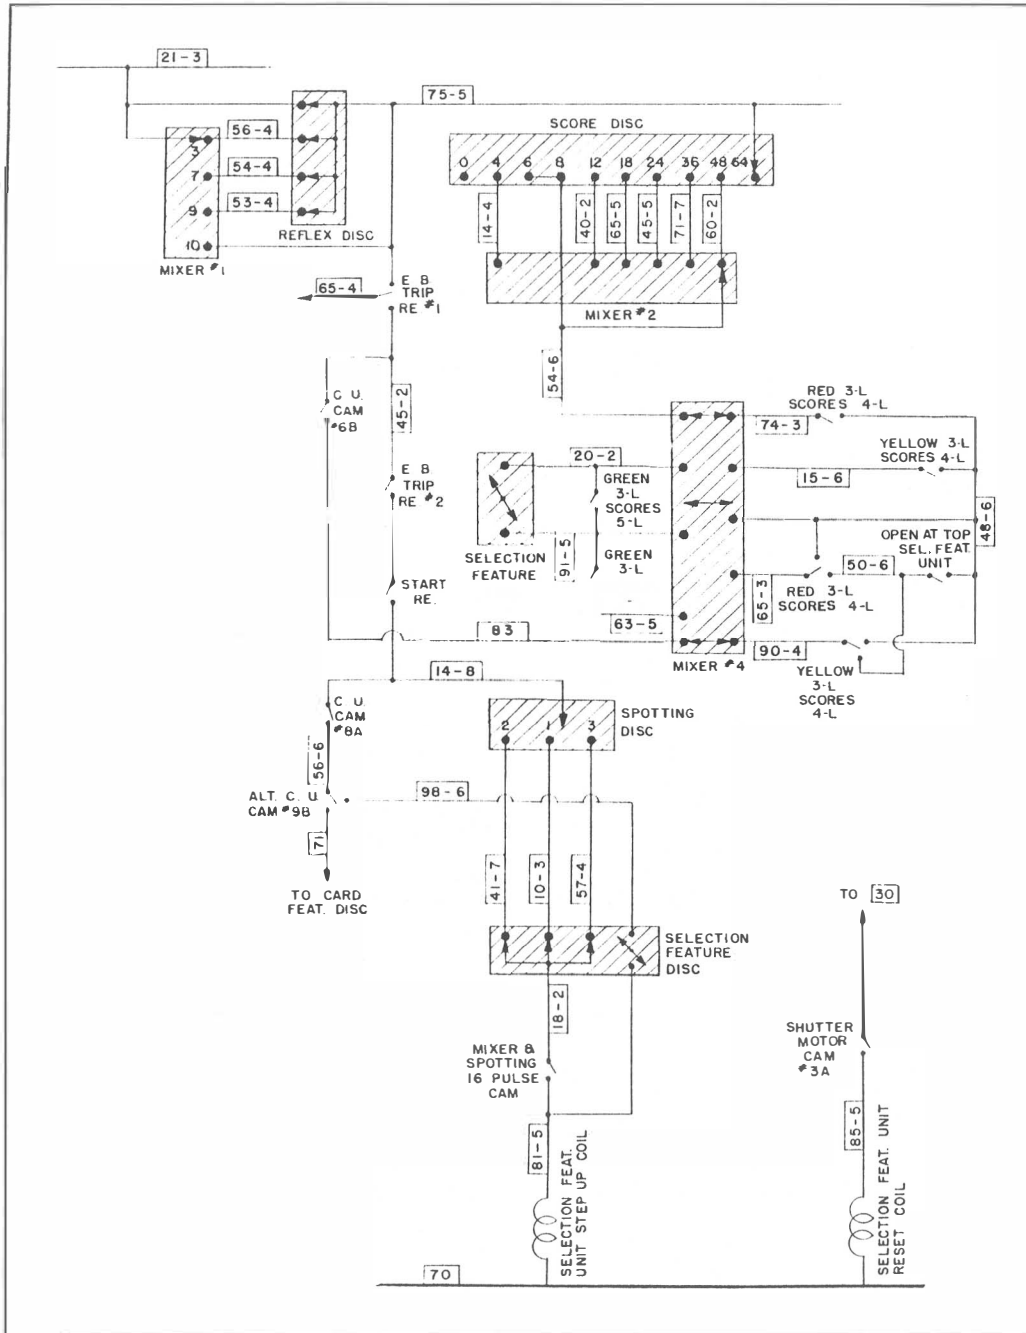 21-3
75-5
SCORE DISC
56-4
3
54-4
7
53-4
9
10
REFLEX DISC
MIXER #1
0 4 6 8 12 18 24 36 48 64
14-4
40-2
65-5
45-5
71-7
60-2
MIXER #2
65-4
E B
TRIP
RE #1
54-6
C U.
CAM
#6B
45-2
RED 3-L
SCORES 4-L
74-3
YELLOW 3-L
SCORES 4-L
20-2
15-6
GREEN
3-L
SCORES
5-L
E B
TRIP
RE #2
SELECTION
FEATURE
91-5
GREEN
3-L
48-6
OPEN AT TOP
SEL. FEAT.
UNIT
50-6
65-3
RED 3-L
SCORES 4-L
START
RE.
63-5
83
90-4
MIXER #4
YELLOW
3-L
SCORES
4-L
14-8
C U.
CAM
#8A
2 1 3
SPOTTING
DISC
56-6
98-6
ALT. C. U.
CAM #9B
71
TO CARD
FEAT. DISC
41-7
10-3
57-4
TO 30
SELECTION
FEATURE
DISC
18-2
MIXER &
SPOTTING
16 PULSE
CAM
SHUTTER
MOTOR
CAM
#3A
81-5
SELECTION FEAT.
UNIT STEP UP COIL
85-5
SELECTION FEAT. UNIT
RESET COIL
70